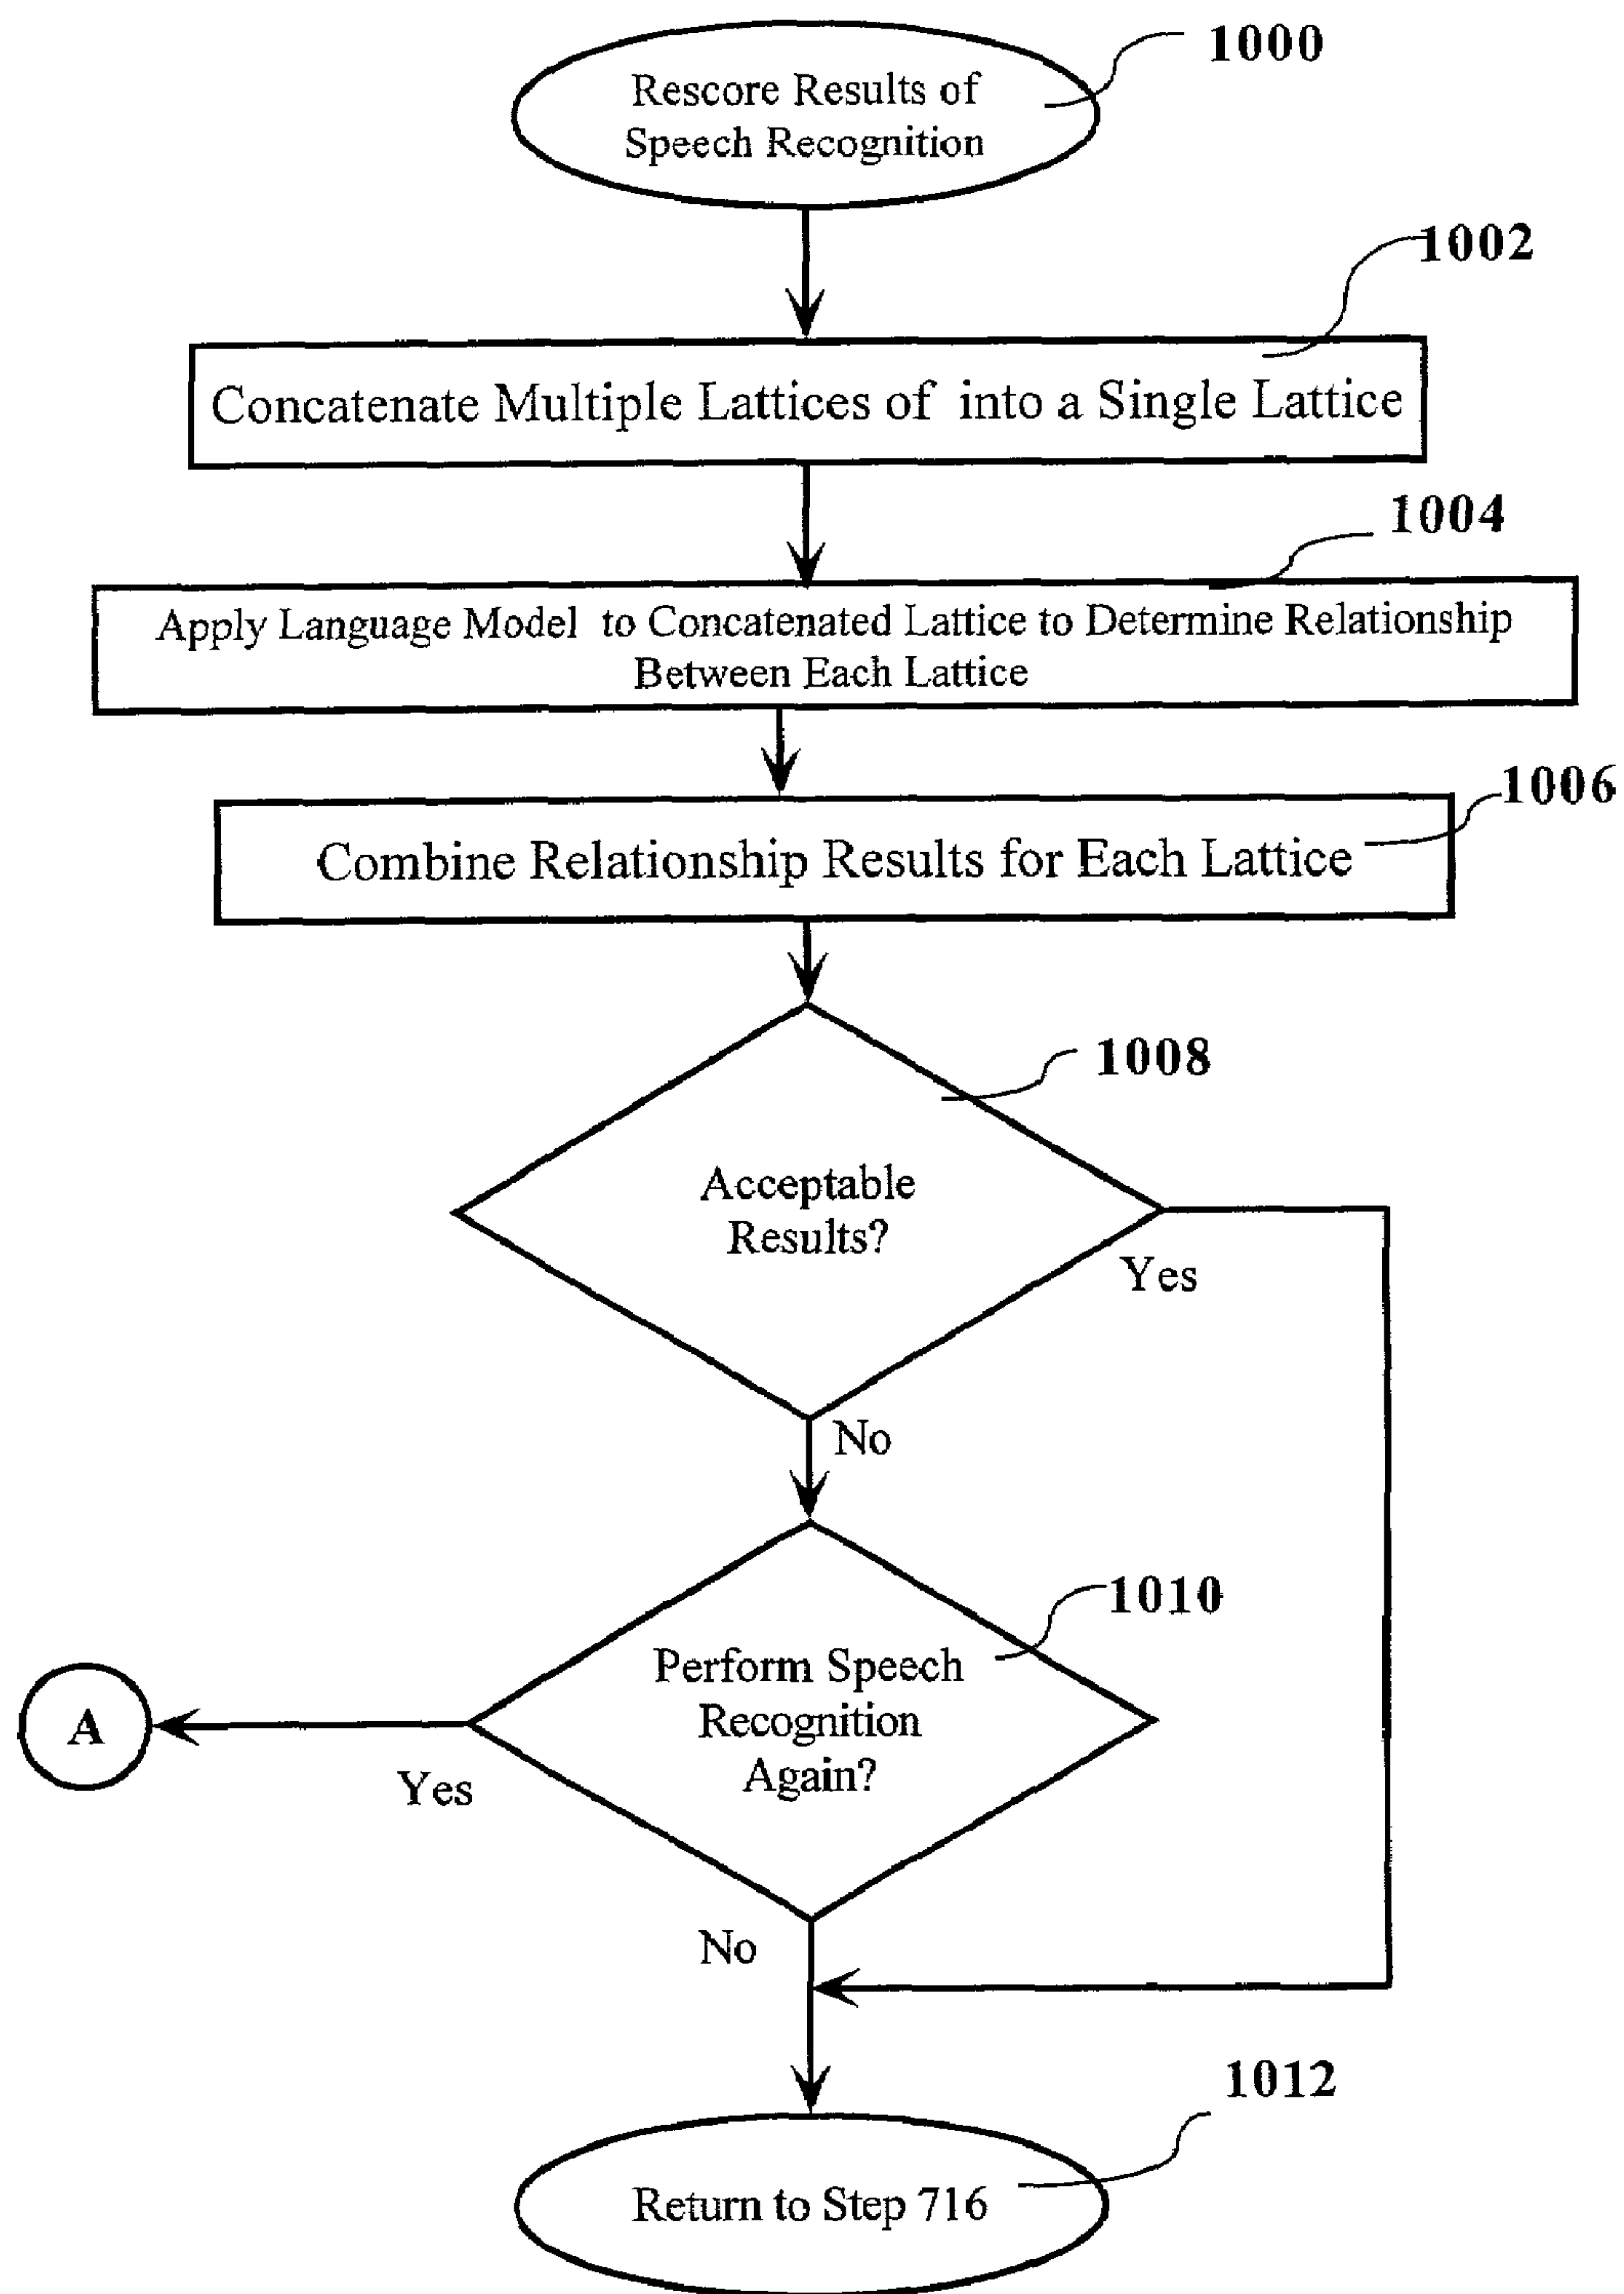 1000
Rescore Results of
Speech Recognition
1002
Concatenate Multiple Lattices of into a Single Lattice
1004
Apply Language Model to Concatenated Lattice to Determine Relationship
Between Each Lattice
1006
Combine Relationship Results for Each Lattice
1008
Acceptable
Results?
Yes
No
1010
Perform Speech
Recognition
Again?
A
Yes
No
1012
Return to Step 716